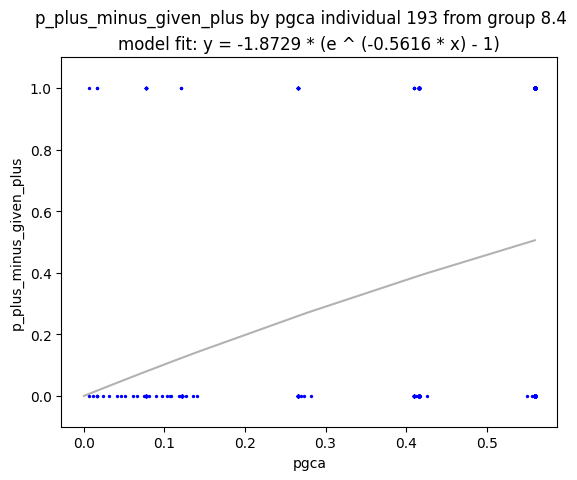 p_plus_minus_given_plus by pgca individual 193 from group 8.4
model fit: y = -1.8729 * (e ^ (-0.5616 * x) - 1)
1.0
0.8
0.6
0.4
0.2
0.0
p_plus_minus_given_plus
0.0 0.1 0.2 0.3 0.4 0.5
pgca